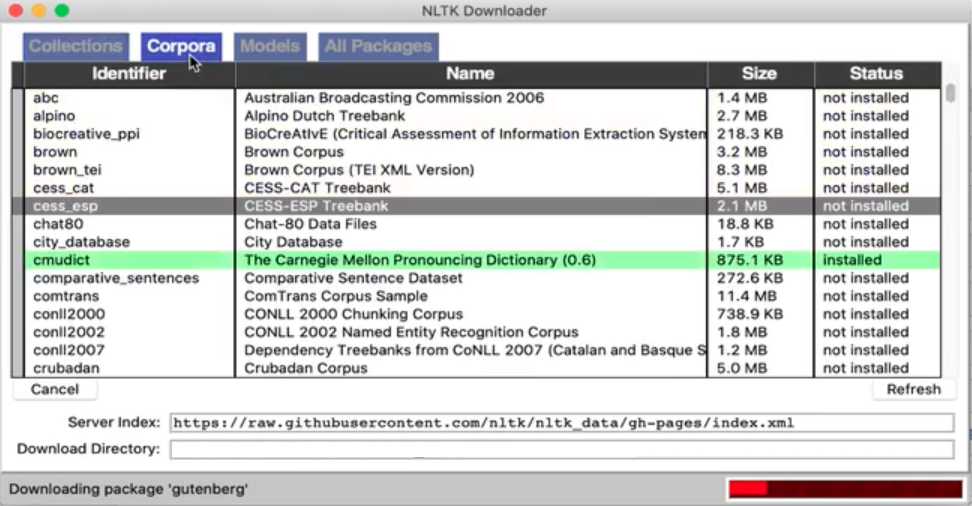 NLTK Downloader
Collections Corpora Models All Packages
Identifier Name Size Status
abc Australian Broadcasting Commission 2006 1.4 MB not installed
alpino Alpino Dutch Treebank 2.7 MB not installed
biocreative_ppi BioCreAtIvE (Critical Assessment of Information Extraction System 218.3 KB not installed
brown Brown Corpus 3.2 MB not installed
brown_tei Brown Corpus (TEI XML Version) 8.3 MB not installed
cess_cat CESS-CAT Treebank 5.1 MB not installed
cess_esp CESS-ESP Treebank 2.1 MB not installed
chat80 Chat-80 Data Files 18.8 KB not installed
city_database City Database 1.7 KB not installed
cmudict The Carnegie Mellon Pronouncing Dictionary (0.6) 875.1 KB installed
comparative_sentences Comparative Sentence Dataset 272.6 KB not installed
comtrans ComTrans Corpus Sample 11.4 MB not installed
conll2000 CONLL 2000 Chunking Corpus 738.9 KB not installed
conll2002 CONLL 2002 Named Entity Recognition Corpus 1.8 MB not installed
conll2007 Dependency Treebanks from CoNLL 2007 (Catalan and Basque S 1.2 MB not installed
crubadan Crubadan Corpus 5.0 MB not installed
Cancel Refresh
Server Index: https://raw.githubusercontent.com/nltk/nltk_data/gh-pages/index.xml
Download Directory:
Downloading package 'gutenberg'